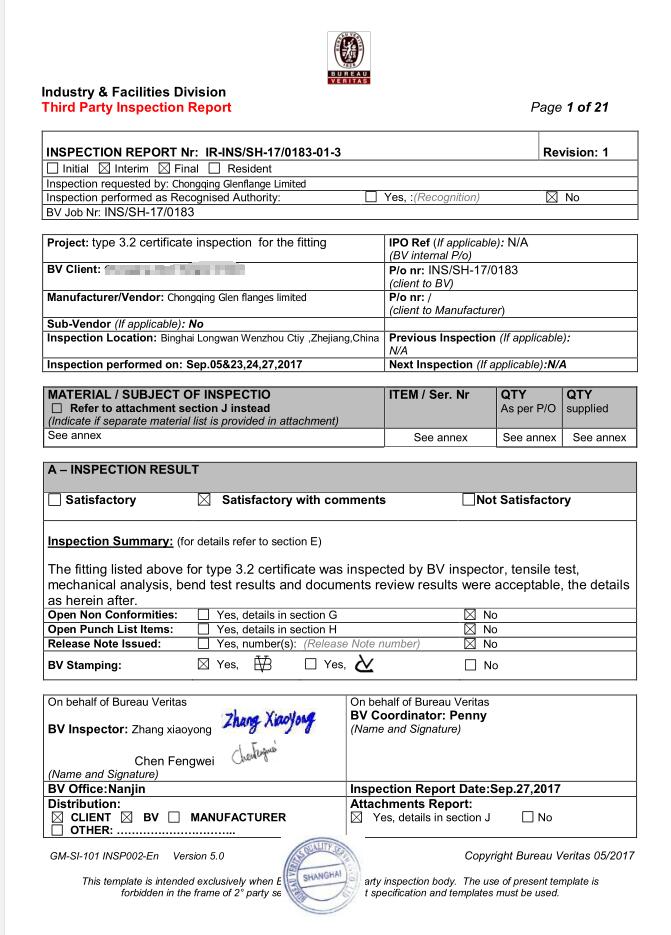 BUREAU
VERITAS
Industry & Facilities Division
Third Party Inspection Report
Page 1 of 21
INSPECTION REPORT Nr: IR-INS/SH-17/0183-01-3 Revision: 1
☐ Initial ☒ Interim ☒ Final ☐ Resident
Inspection requested by: Chongqing Glenflange Limited
Inspection performed as Recognised Authority: ☐ Yes, :(Recognition) ☒ No
BV Job Nr: INS/SH-17/0183
Project: type 3.2 certificate inspection for the fitting
IPO Ref (If applicable): N/A
(BV internal P/o)
BV Client:
P/o nr: INS/SH-17/0183
(client to BV)
Manufacturer/Vendor: Chongqing Glen flanges limited
P/o nr: /
(client to Manufacturer)
Sub-Vendor (If applicable): No
Inspection Location: Binghai Longwan Wenzhou Ctiy ,Zhejiang,China
Previous Inspection (If applicable):
N/A
Inspection performed on: Sep.05&23,24,27,2017
Next Inspection (If applicable):N/A
MATERIAL / SUBJECT OF INSPECTIO
☐ Refer to attachment section J instead
(Indicate if separate material list is provided in attachment)
ITEM / Ser. Nr
QTY
As per P/O
QTY
supplied
See annex
See annex
See annex
See annex
A – INSPECTION RESULT
☐ Satisfactory ☒ Satisfactory with comments ☐Not Satisfactory
Inspection Summary: (for details refer to section E)
The fitting listed above for type 3.2 certificate was inspected by BV inspector, tensile test,
mechanical analysis, bend test results and documents review results were acceptable, the details
as herein after.
Open Non Conformities: ☐ Yes, details in section G ☒ No
Open Punch List Items: ☐ Yes, details in section H ☒ No
Release Note Issued: ☐ Yes, number(s): (Release Note number) ☒ No
BV Stamping: ☒ Yes, ☐ Yes, ☐ No
On behalf of Bureau Veritas
BV Inspector: Zhang xiaoyong Zhang Xiaoyong
Chen Fengwei ChenFengwei
(Name and Signature)
On behalf of Bureau Veritas
BV Coordinator: Penny
(Name and Signature)
BV Office:Nanjin
Inspection Report Date:Sep.27,2017
Distribution:
☒ CLIENT ☒ BV ☐ MANUFACTURER
☐ OTHER: ………………………………..
Attachments Report:
☒ Yes, details in section J ☐ No
GM-SI-101 INSP002-En Version 5.0
Copyright Bureau Veritas 05/2017
SHANGHAI
This template is intended exclusively when arty inspection body. The use of present template is
forbidden in the frame of 2° party se t specification and templates must be used.